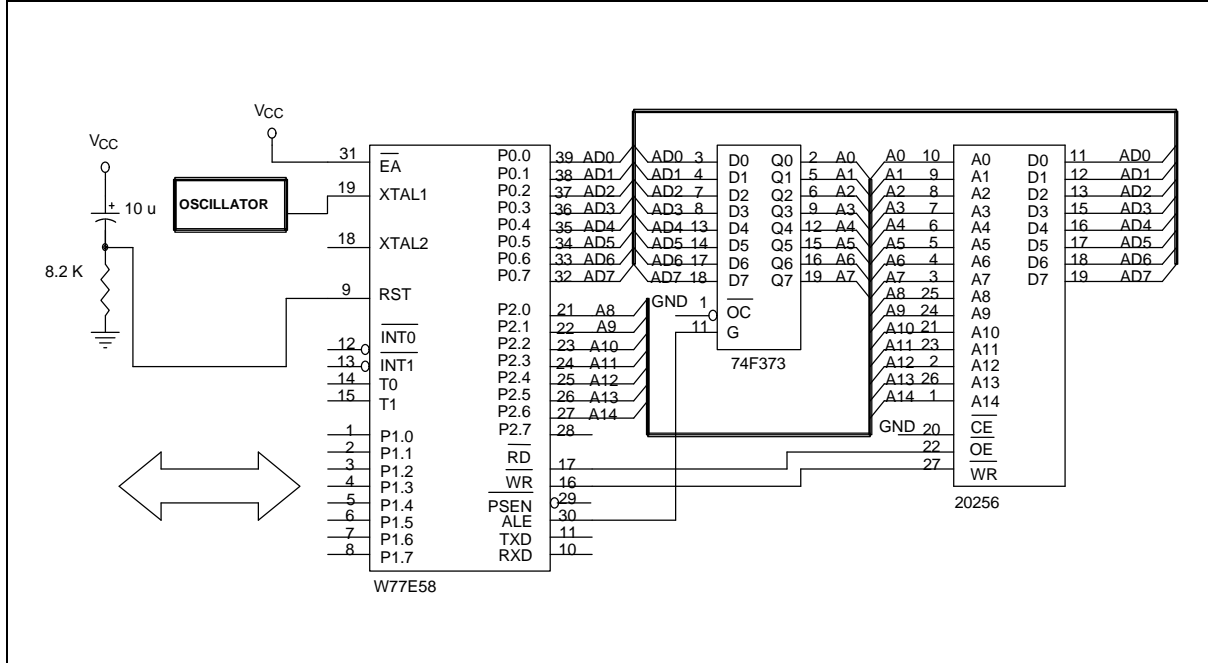 VCC
VCC
10 u
+
8.2 K
OSCILLATOR
31 EA
19 XTAL1
18 XTAL2
9 RST
12 INT0
13 INT1
14 T0
15 T1
1 P1.0
2 P1.1
3 P1.2
4 P1.3
5 P1.4
6 P1.5
7 P1.6
8 P1.7
P0.0 39 AD0
P0.1 38 AD1
P0.2 37 AD2
P0.3 36 AD3
P0.4 35 AD4
P0.5 34 AD5
P0.6 33 AD6
P0.7 32 AD7
P2.0 21 A8
P2.1 22 A9
P2.2 23 A10
P2.3 24 A11
P2.4 25 A12
P2.5 26 A13
P2.6 27 A14
P2.7 28
RD 17
WR 16
PSEN 29
ALE 30
TXD 11
RXD 10
W77E58
AD0 3 D0 Q0 2 A0
AD1 4 D1 Q1 5 A1
AD2 7 D2 Q2 6 A2
AD3 8 D3 Q3 9 A3
AD4 13 D4 Q4 12 A4
AD5 14 D5 Q5 15 A5
AD6 17 D6 Q6 16 A6
AD7 18 D7 Q7 19 A7
GND 1 OC
11 G
74F373
A0 10 A0 D0 11 AD0
A1 9 A1 D1 12 AD1
A2 8 A2 D2 13 AD2
A3 7 A3 D3 15 AD3
A4 6 A4 D4 16 AD4
A5 5 A5 D5 17 AD5
A6 4 A6 D6 18 AD6
A7 3 A7 D7 19 AD7
A8 25 A8
A9 24 A9
A10 21 A10
A11 23 A11
A12 2 A12
A13 26 A13
A14 1 A14
GND 20 CE
22 OE
27 WR
20256